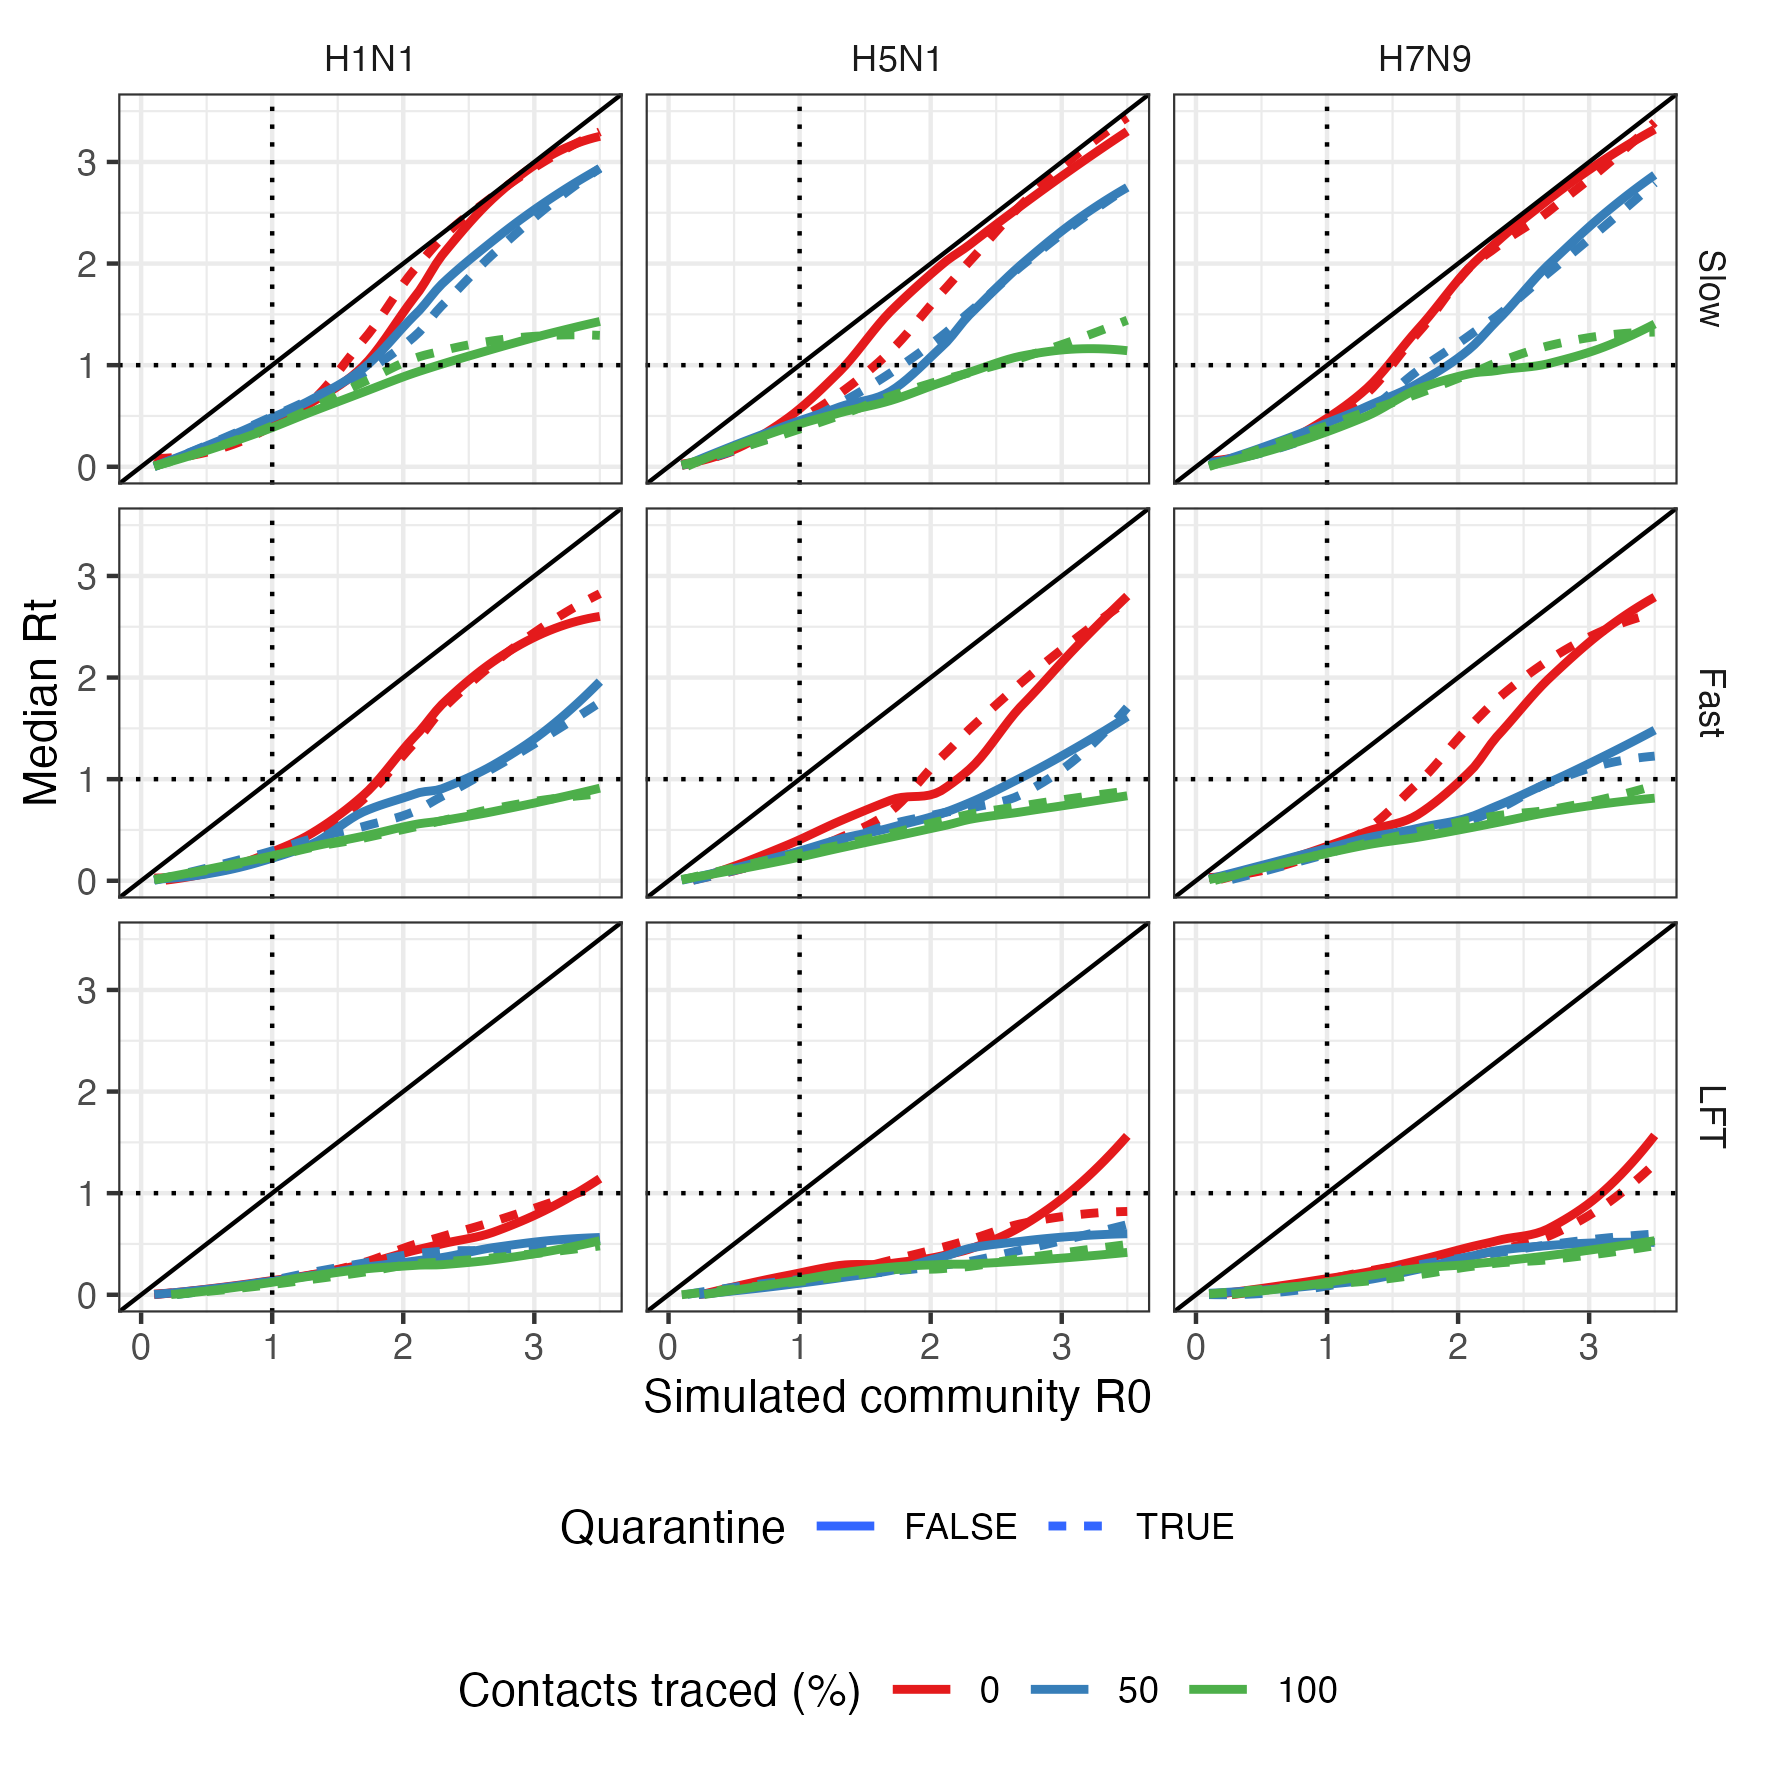 H1N1 H5N1 H7N9
3
2
1
0
Slow
3
2
1
0
Fast
Median Rt
3
2
1
0
LFT
0 1 2 3 0 1 2 3 0 1 2 3
Simulated community R0
Quarantine FALSE TRUE
Contacts traced (%) 0 50 100